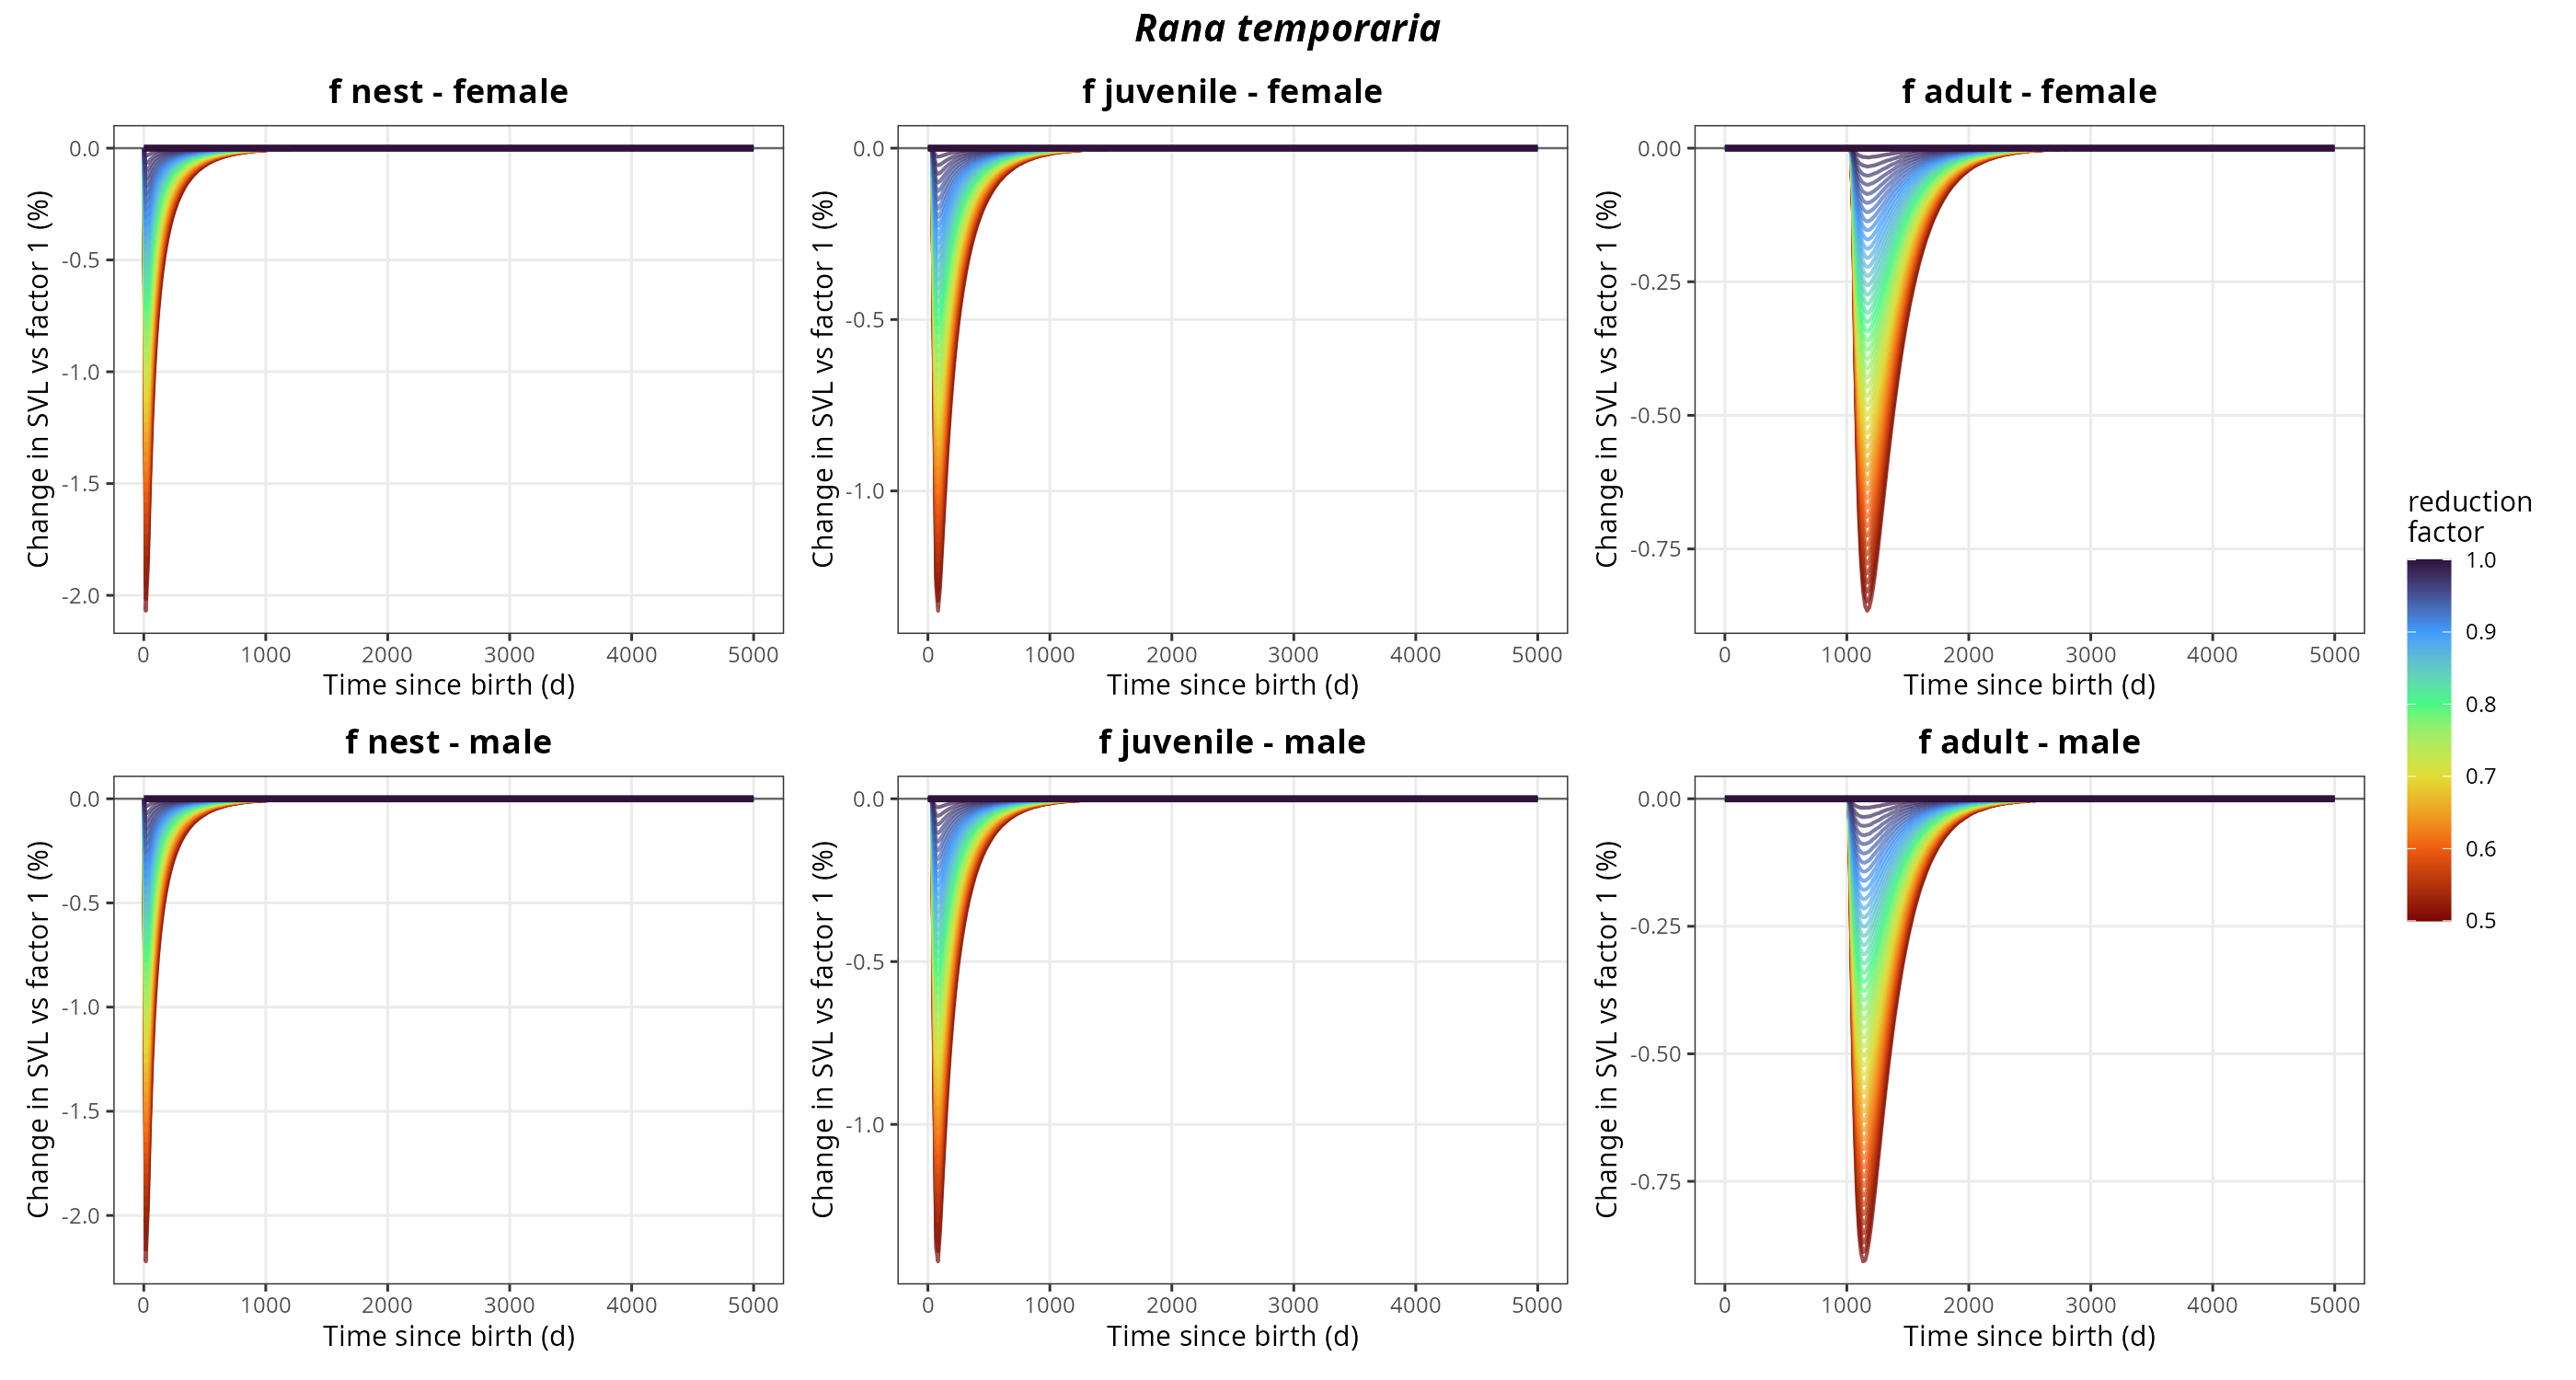 Rana temporaria
f nest - female
f juvenile - female
f adult - female
Change in SVL vs factor 1 (%)
0.0
-0.5
-1.0
-1.5
-2.0
0 1000 2000 3000 4000 5000
Time since birth (d)
Change in SVL vs factor 1 (%)
0.0
-0.5
-1.0
0 1000 2000 3000 4000 5000
Time since birth (d)
Change in SVL vs factor 1 (%)
0.00
-0.25
-0.50
-0.75
0 1000 2000 3000 4000 5000
Time since birth (d)
f nest - male
f juvenile - male
f adult - male
Change in SVL vs factor 1 (%)
0.0
-0.5
-1.0
-1.5
-2.0
0 1000 2000 3000 4000 5000
Time since birth (d)
Change in SVL vs factor 1 (%)
0.0
-0.5
-1.0
0 1000 2000 3000 4000 5000
Time since birth (d)
Change in SVL vs factor 1 (%)
0.00
-0.25
-0.50
-0.75
0 1000 2000 3000 4000 5000
Time since birth (d)
reduction
factor
1.0
0.9
0.8
0.7
0.6
0.5